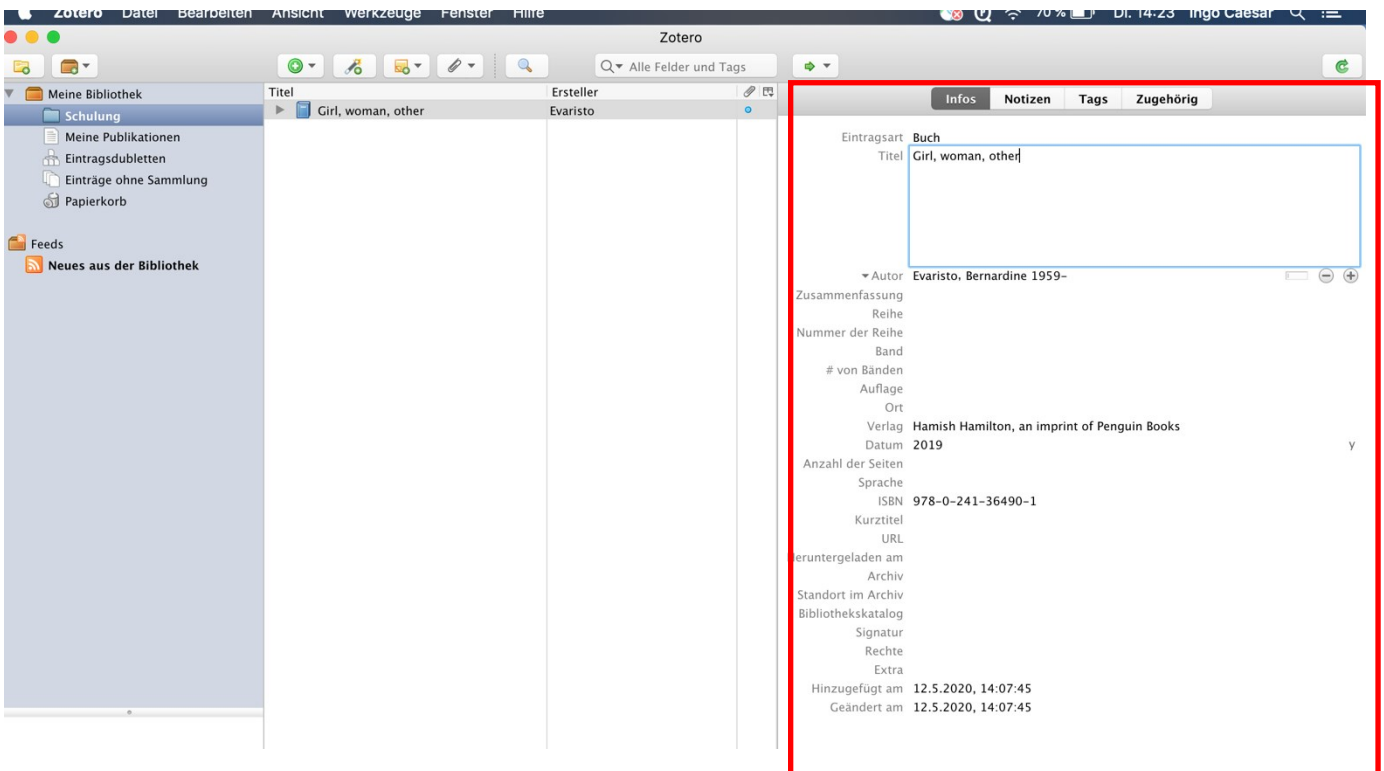 Zotero Datei Bearbeiten Ansicht Werkzeuge Fenster Hilfe 70 % Di. 14:23 Ingo Caesar
Zotero
Alle Felder und Tags
Meine Bibliothek
Schulung
Meine Publikationen
Eintragsdubletten
Einträge ohne Sammlung
Papierkorb
Feeds
Neues aus der Bibliothek
Titel Ersteller
Girl, woman, other Evaristo
Infos Notizen Tags Zugehörig
Eintragsart Buch
Titel Girl, woman, other
Autor Evaristo, Bernardine 1959-
Zusammenfassung
Reihe
Nummer der Reihe
Band
# von Bänden
Auflage
Ort
Verlag Hamish Hamilton, an imprint of Penguin Books
Datum 2019 y
Anzahl der Seiten
Sprache
ISBN 978-0-241-36490-1
Kurztitel
URL
Heruntergeladen am
Archiv
Standort im Archiv
Bibliothekskatalog
Signatur
Rechte
Extra
Hinzugefügt am 12.5.2020, 14:07:45
Geändert am 12.5.2020, 14:07:45